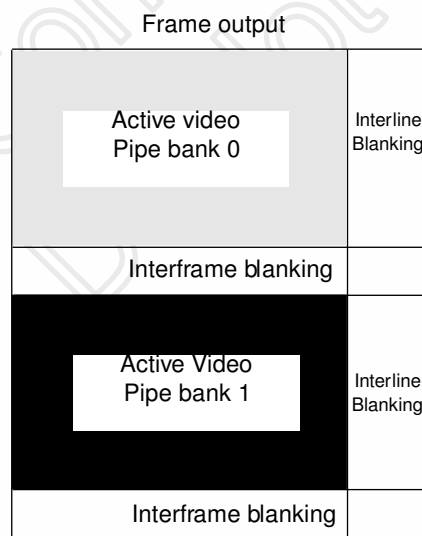 Frame output
Active video
Pipe bank 0
Interline
Blanking
Interframe blanking
Active Video
Pipe bank 1
Interline
Blanking
Interframe blanking